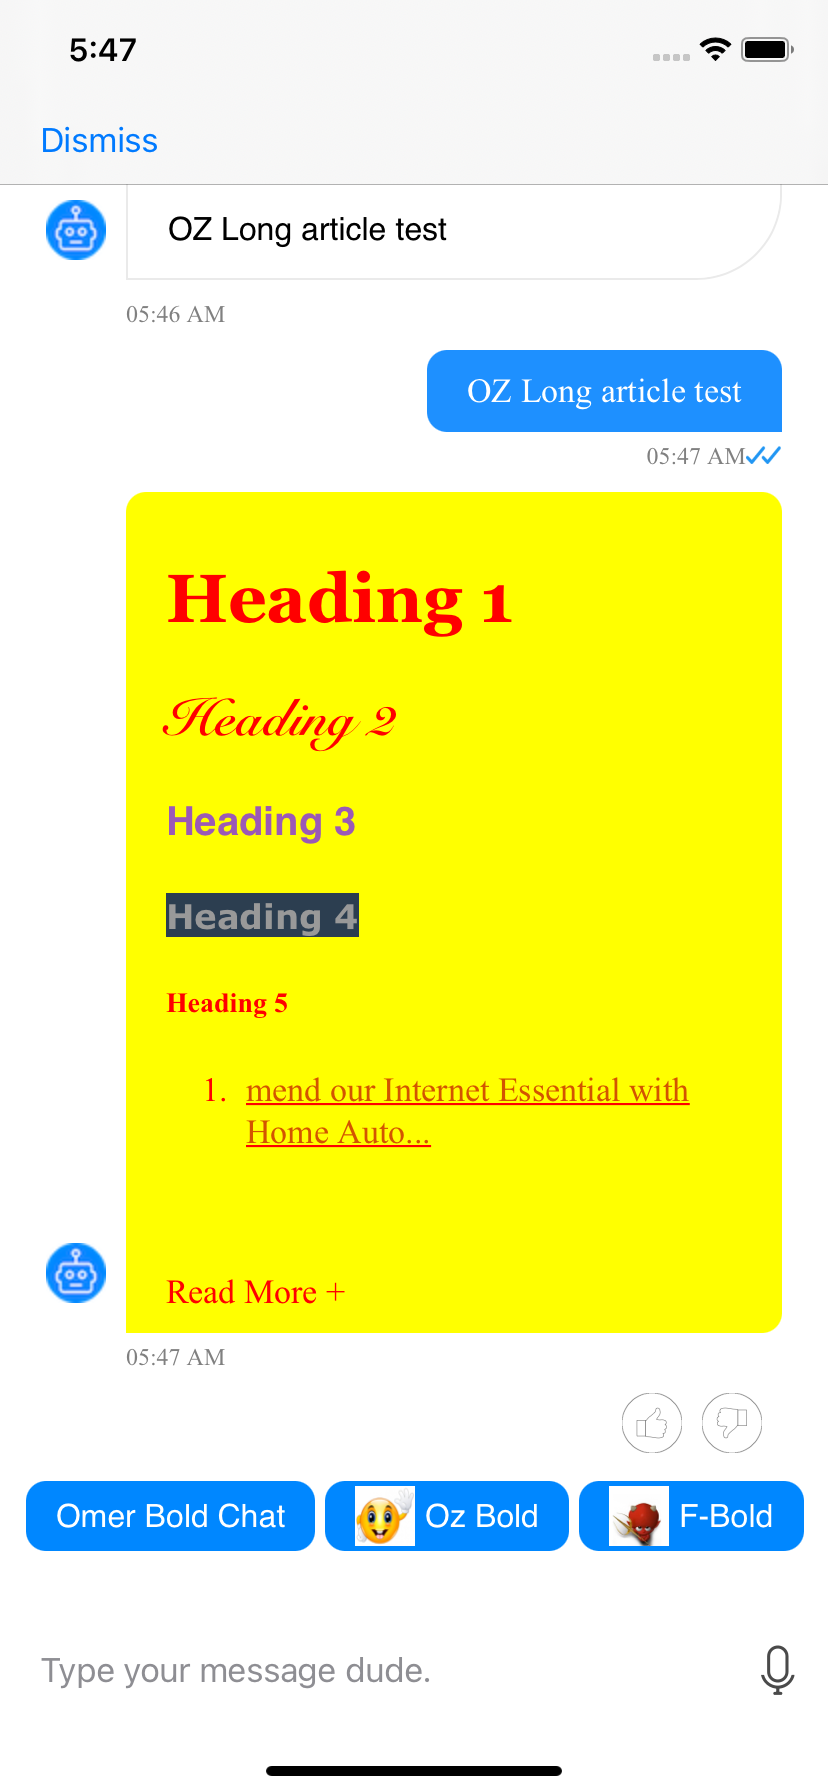 5:47
Dismiss
OZ Long article test
05:46 AM
OZ Long article test
05:47 AM
Heading 1
Heading 2
Heading 3
Heading 4
Heading 5
1. mend our Internet Essential with
Home Auto...
Read More +
05:47 AM
Omer Bold Chat Oz Bold F-Bold
Type your message dude.